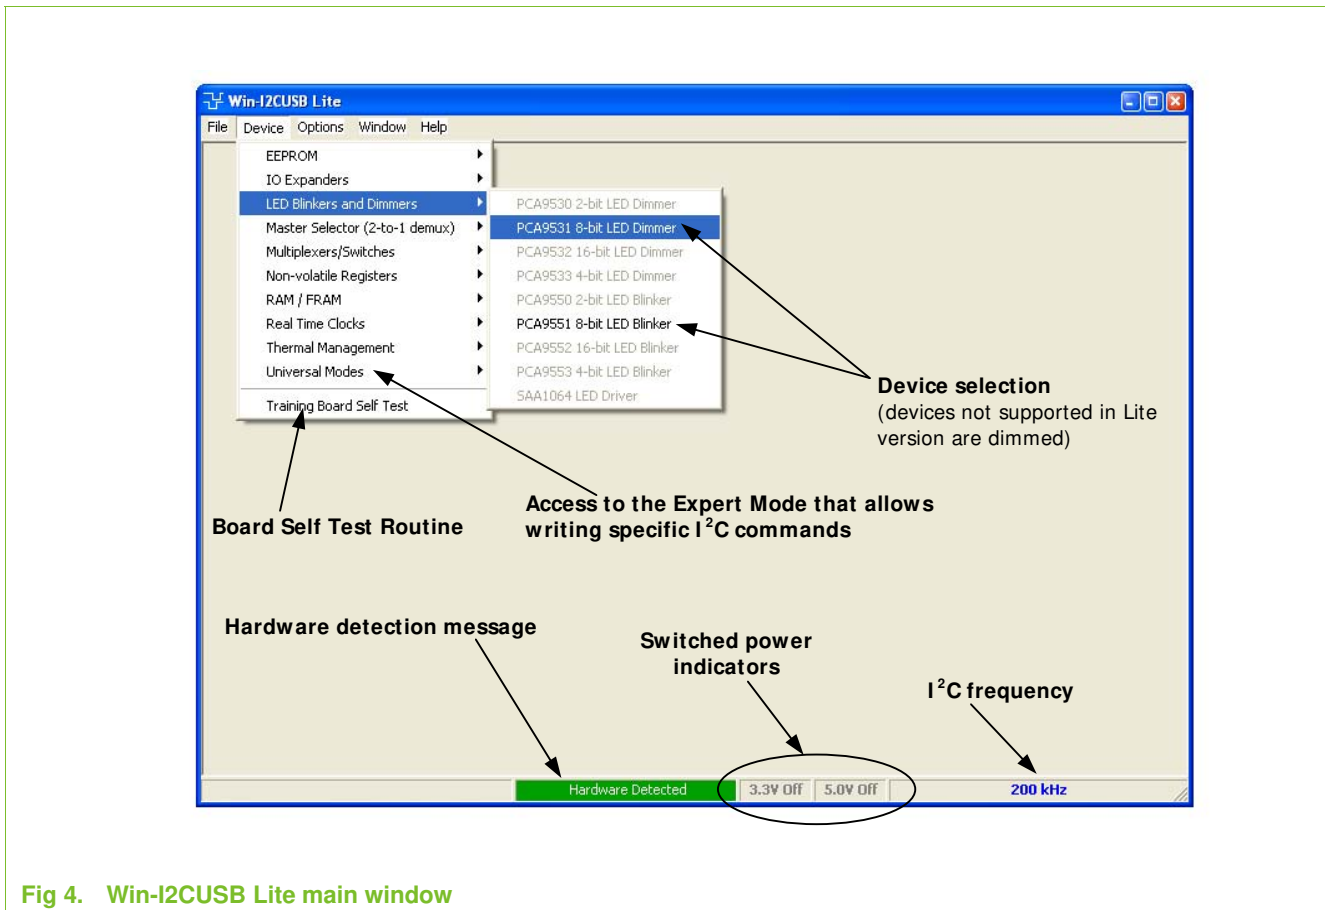 Win-I2CUSB Lite
File Device Options Window Help
EEPROM
IO Expanders
LED Blinkers and Dimmers
Master Selector (2-to-1 demux)
Multiplexers/Switches
Non-volatile Registers
RAM / FRAM
Real Time Clocks
Thermal Management
Universal Modes
Training Board Self Test
PCA9530 2-bit LED Dimmer
PCA9531 8-bit LED Dimmer
PCA9532 16-bit LED Dimmer
PCA9533 4-bit LED Dimmer
PCA9550 2-bit LED Blinker
PCA9551 8-bit LED Blinker
PCA9552 16-bit LED Blinker
PCA9553 4-bit LED Blinker
SAA1064 LED Driver
Device selection
(devices not supported in Lite
version are dimmed)
Access to the Expert Mode that allows
writing specific I²C commands
Board Self Test Routine
Hardware detection message
Switched power
indicators
I²C frequency
Hardware Detected 3.3V Off 5.0V Off 200 kHz
Fig 4. Win-I2CUSB Lite main window